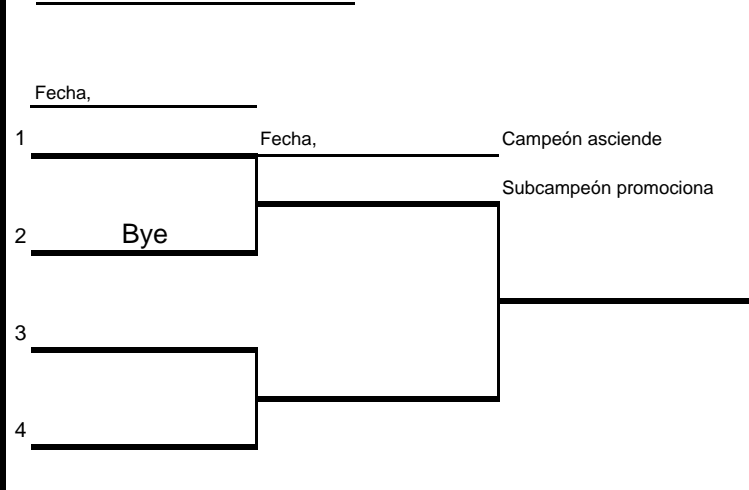 Fecha,
1
Fecha,
Campeón asciende
Subcampeón promociona
2
Bye
3
4